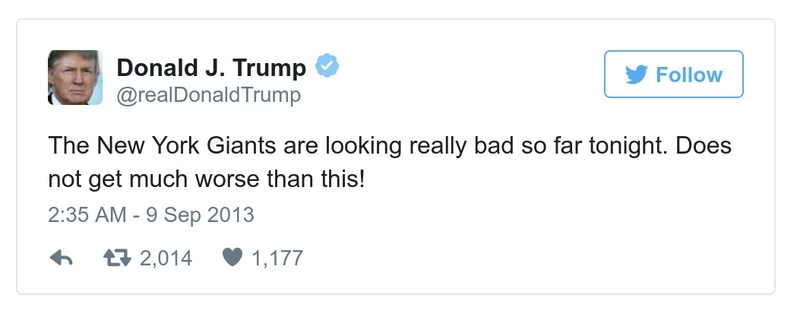 Donald J. Trump
@realDonaldTrump
Follow
The New York Giants are looking really bad so far tonight. Does
not get much worse than this!
2:35 AM - 9 Sep 2013
2,014 1,177